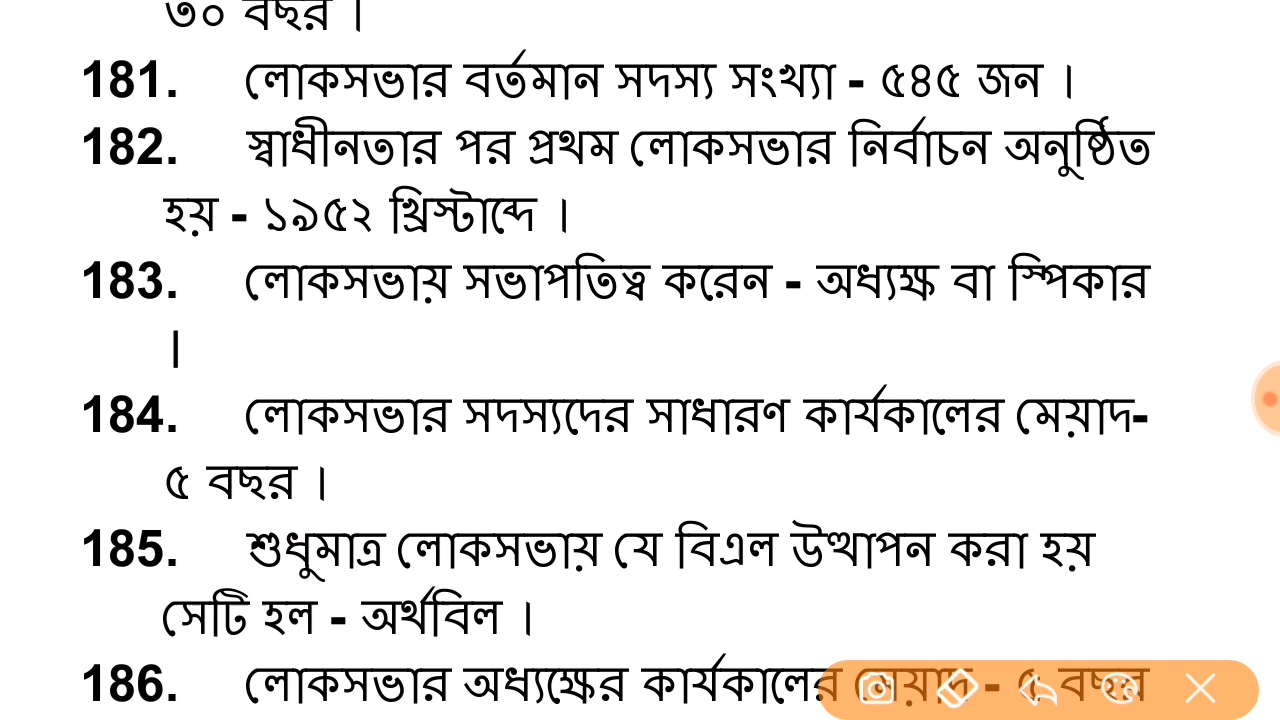 ৩০ বছর ।
181. লোকসভার বর্তমান সদস্য সংখ্যা - ৫৪৫ জন ।
182. স্বাধীনতার পর প্রথম লোকসভার নির্বাচন অনুষ্ঠিত
হয় - ১৯৫২ খ্রিস্টাব্দে ।
183. লোকসভায় সভাপতিত্ব করেন - অধ্যক্ষ বা স্পিকার
।
184. লোকসভার সদস্যদের সাধারণ কার্যকালের মেয়াদ-
৫ বছর ।
185. শুধুমাত্র লোকসভায় যে বিএল উত্থাপন করা হয়
সেটি হল - অর্থবিল ।
186. লোকসভার অধ্যক্ষের কার্যকালের মেয়াদ - ৫ বছর